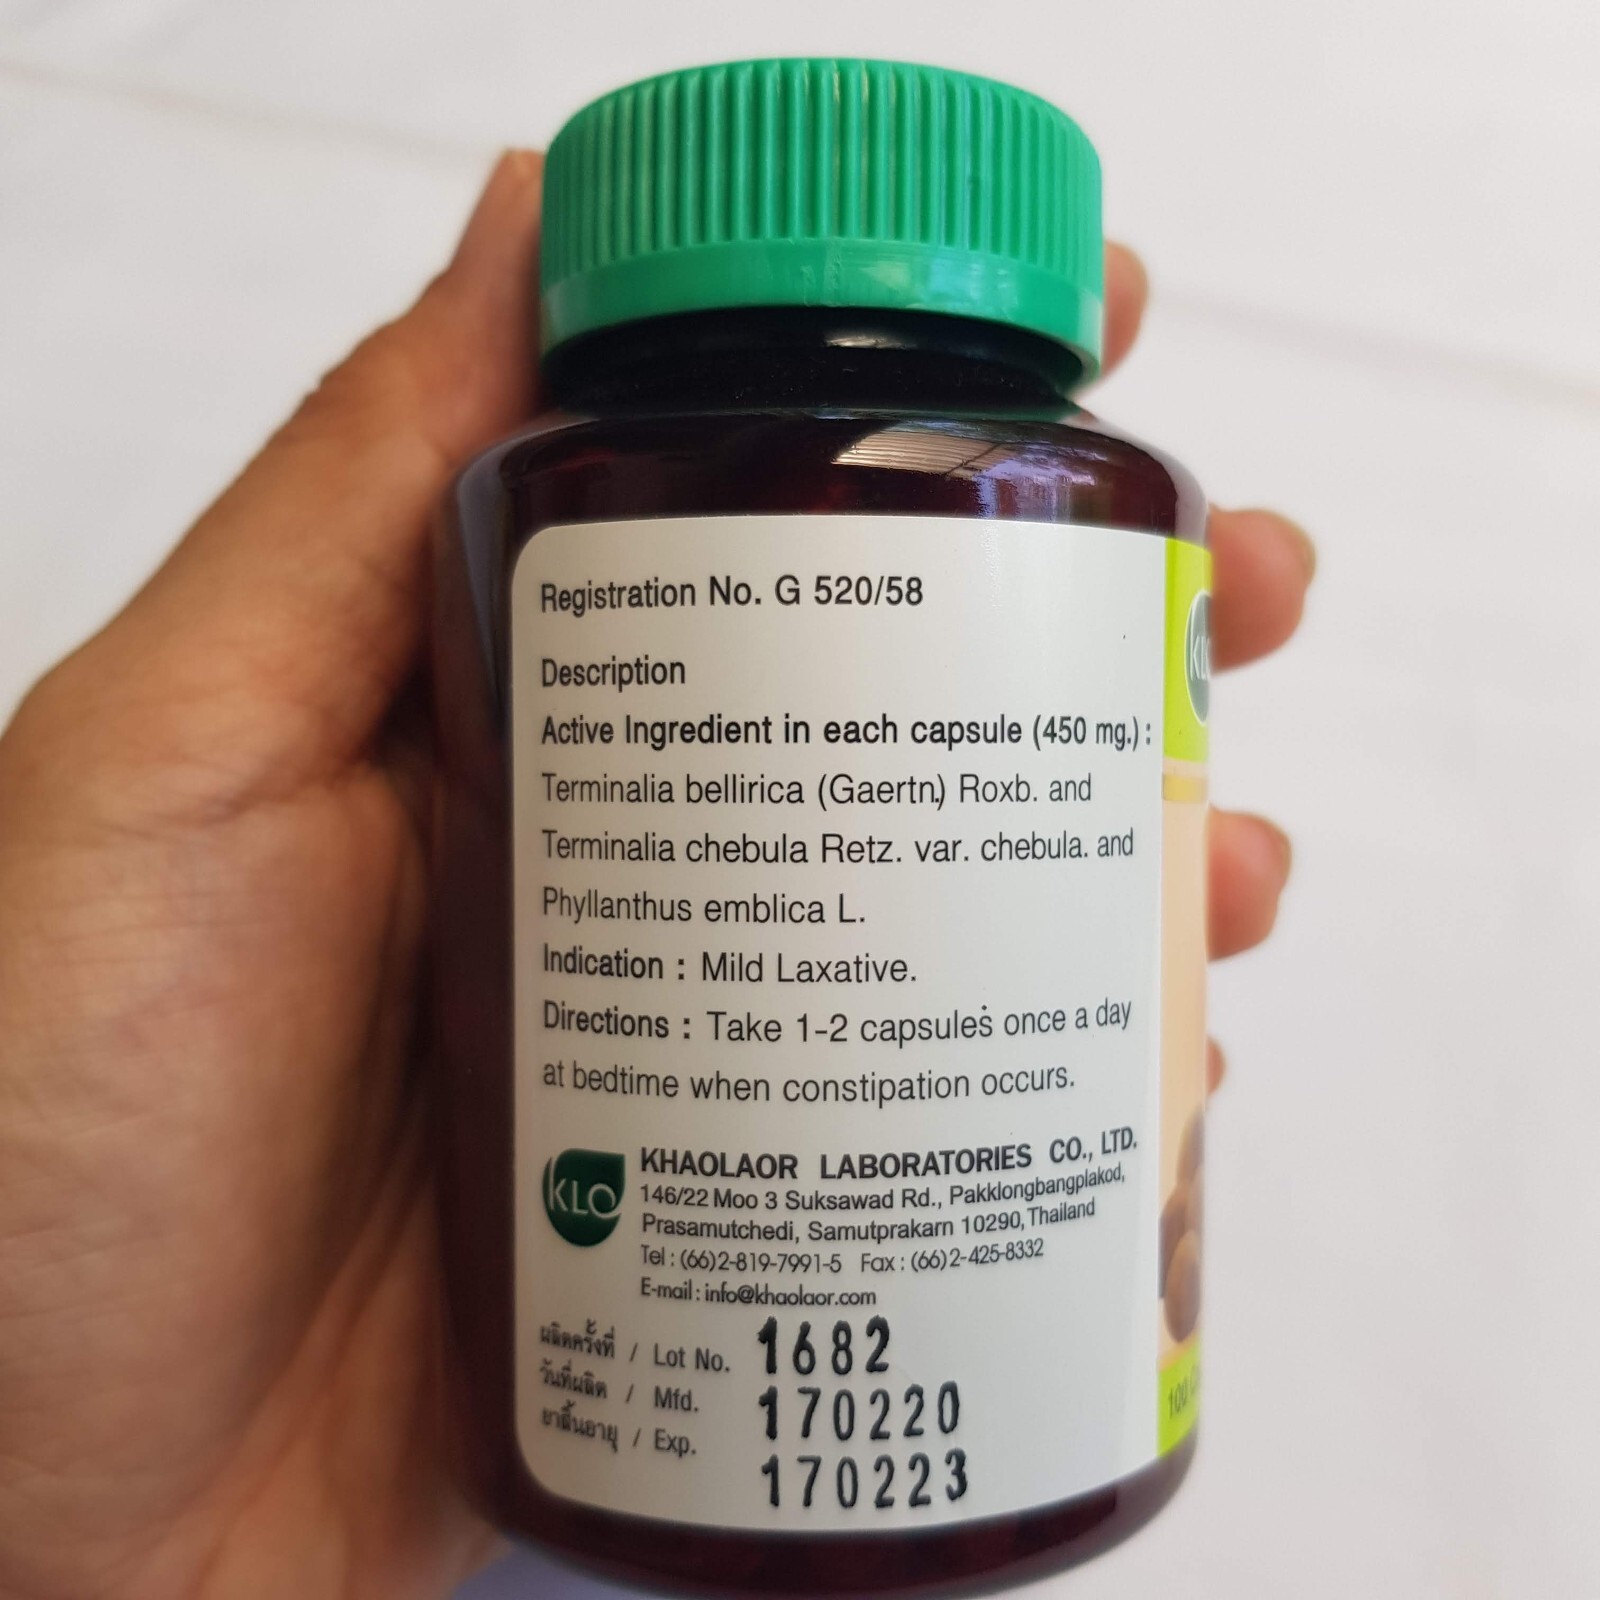 Registration No. G 520/58
Description
Active Ingredient in each capsule (450 mg.) :
Terminalia bellirica (Gaertn.) Roxb. and
Terminalia chebula Retz. var. chebula. and
Phyllanthus emblica L.
Indication : Mild Laxative.
Directions : Take 1-2 capsules once a day
at bedtime when constipation occurs.
KLO
KHAOLAOR LABORATORIES CO., LTD.
146/22 Moo 3 Suksawad Rd., Pakklongbangplakod,
Prasamutchedi, Samutprakarn 10290, Thailand
Tel : (66)2-819-7991-5 Fax : (66)2-425-8332
E-mail : info@khaolaor.com
ผลิตครั้งที่ / Lot No. 1682
วันที่ผลิต / Mfd. 170220
ยาสิ้นอายุ / Exp. 170223
KLO
100